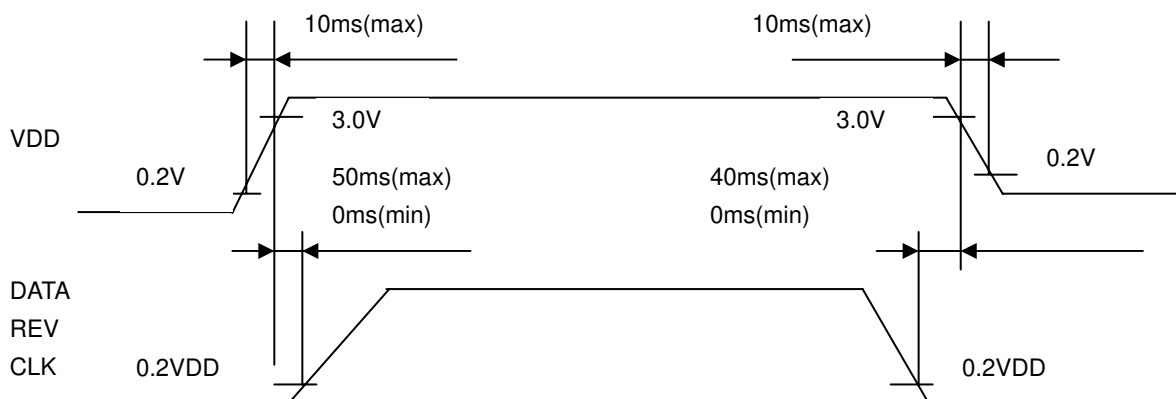 10ms(max) 10ms(max)
3.0V 3.0V
VDD
0.2V 0.2V
50ms(max) 40ms(max)
0ms(min) 0ms(min)
DATA
REV
CLK 0.2VDD 0.2VDD